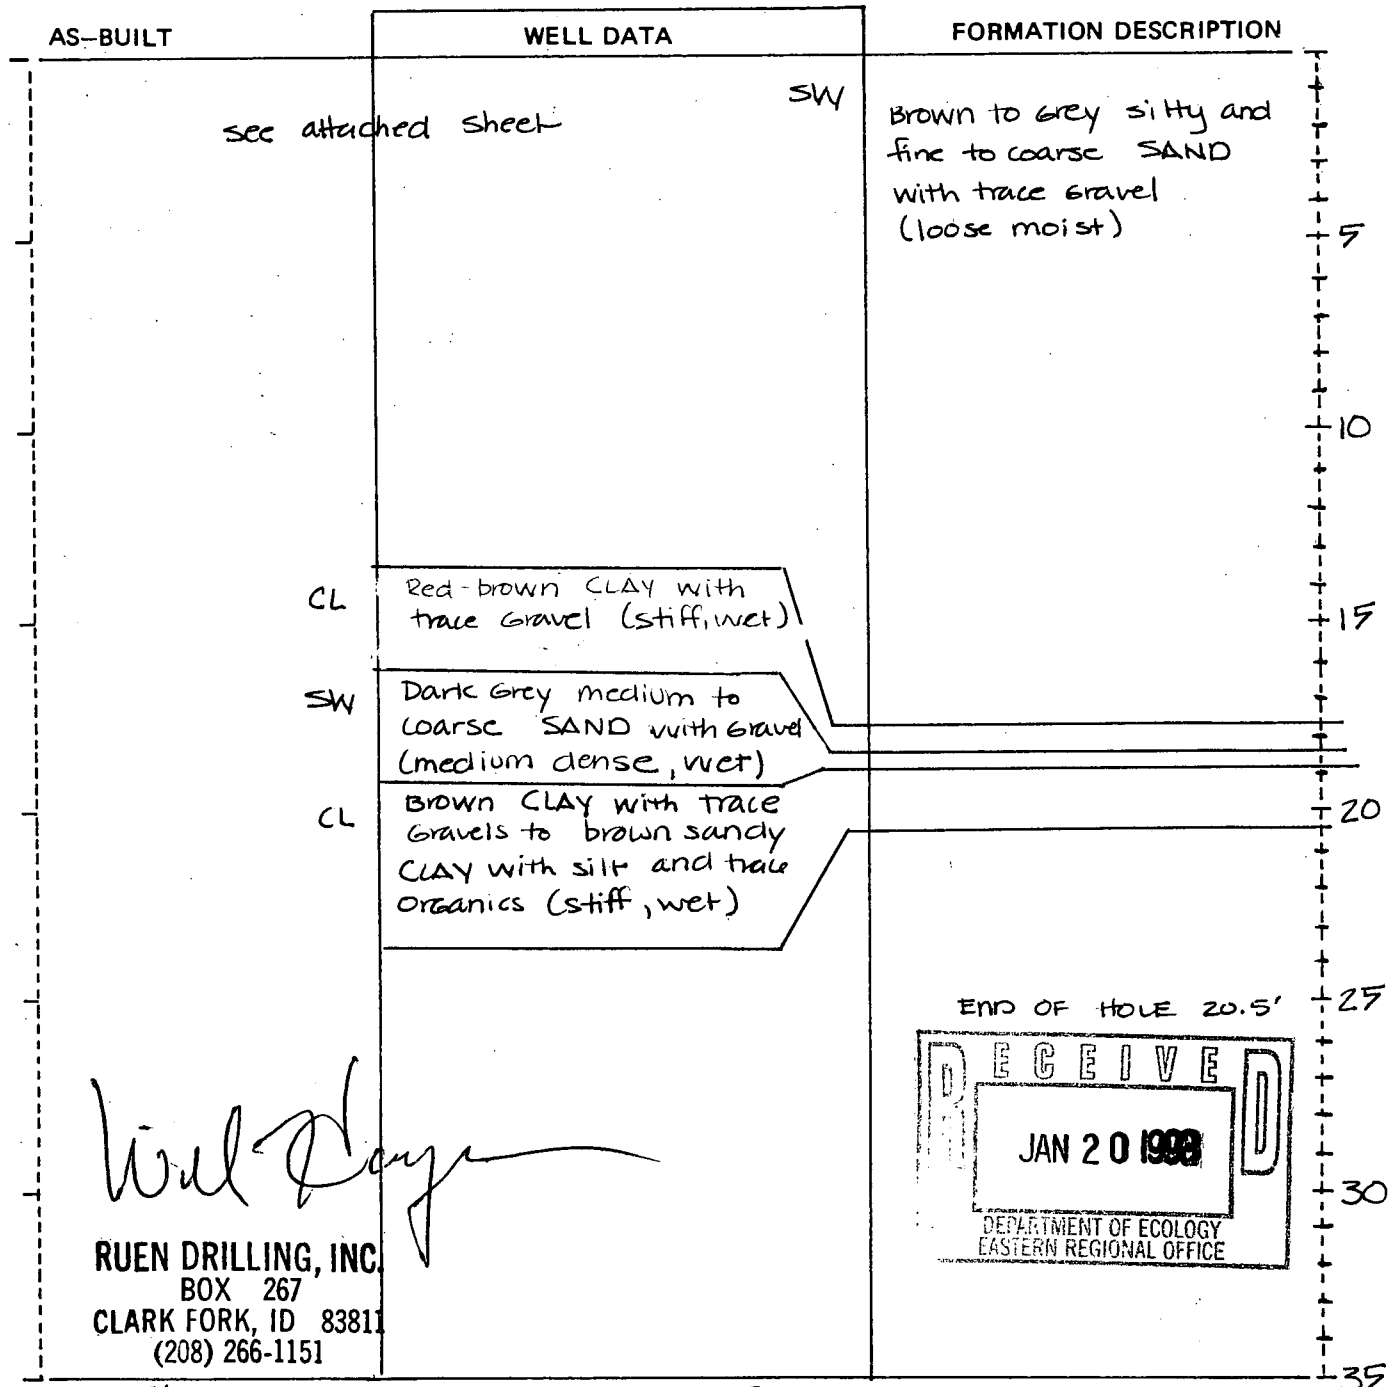 AS-BUILT
WELL DATA
FORMATION DESCRIPTION
see attached sheet
SW
Brown to Grey silty and
fine to coarse SAND
with trace Gravel
(loose moist)
5
10
CL
Red-brown CLAY with
trace Gravel (stiff, wet)
15
SW
Dark Grey medium to
coarse SAND with Gravel
(medium dense, wet)
CL
Brown CLAY with trace
Gravels to brown sandy
CLAY with silt and trace
Organics (stiff, wet)
20
25
END OF HOLE 20.5'
RECEIVED
JAN 20
DEPARTMENT OF ECOLOGY
EASTERN REGIONAL OFFICE
30
RUEN DRILLING, INC.
BOX 267
CLARK FORK, ID 83811
(208) 266-1151
35